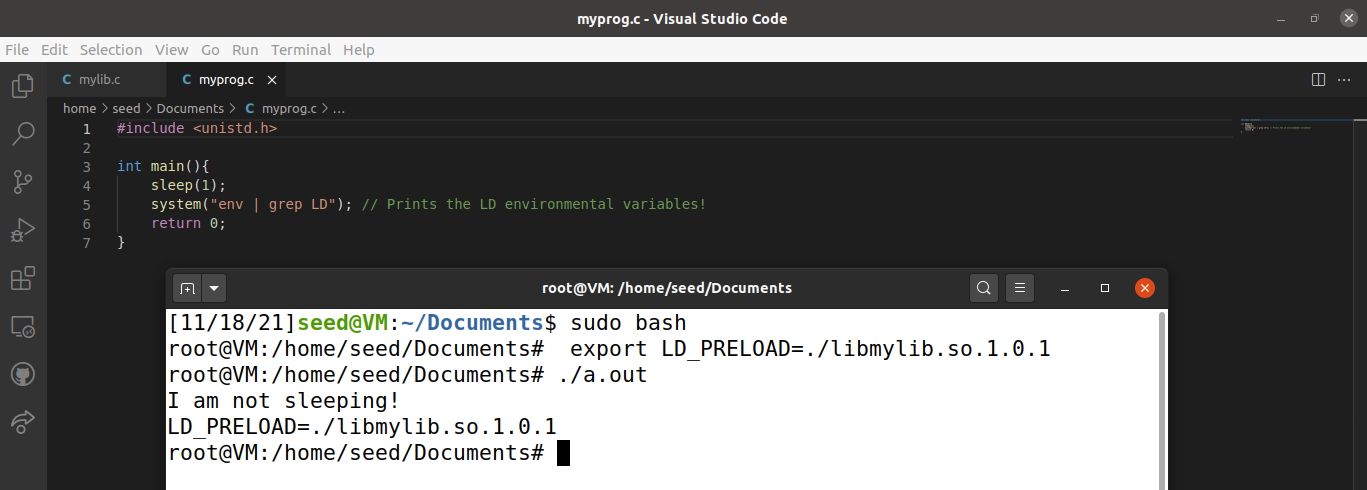 myprog.c - Visual Studio Code
File Edit Selection View Go Run Terminal Help
C mylib.c C myprog.c
home > seed > Documents > C myprog.c > ...
1 #include <unistd.h>
2
3 int main(){
4     sleep(1);
5     system("env | grep LD"); // Prints the LD environmental variables!
6     return 0;
7 }
root@VM: /home/seed/Documents
[11/18/21]seed@VM:~/Documents$ sudo bash
root@VM:/home/seed/Documents#  export LD_PRELOAD=./libmylib.so.1.0.1
root@VM:/home/seed/Documents# ./a.out
I am not sleeping!
LD_PRELOAD=./libmylib.so.1.0.1
root@VM:/home/seed/Documents#